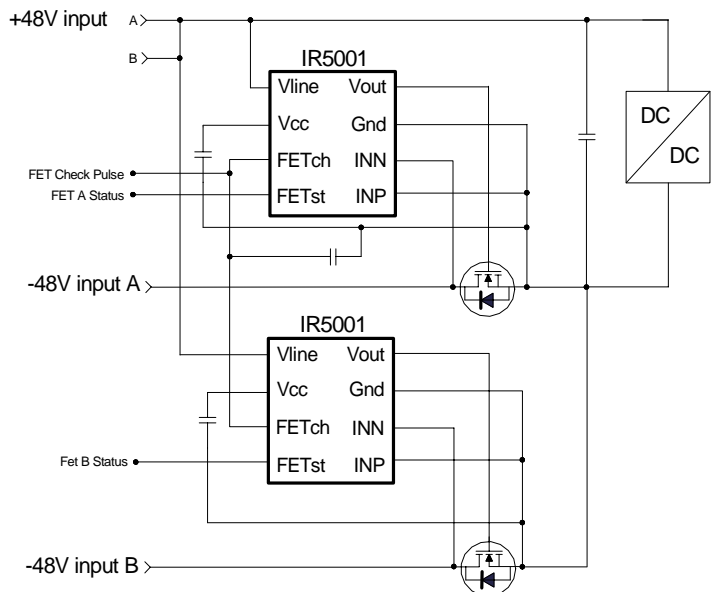 +48V input A
B
IR5001
Vline Vout
Vcc Gnd
FETch INN
FETst INP
FET Check Pulse
FET A Status
DC
DC
-48V input A
IR5001
Vline Vout
Vcc Gnd
FETch INN
FETst INP
Fet B Status
-48V input B